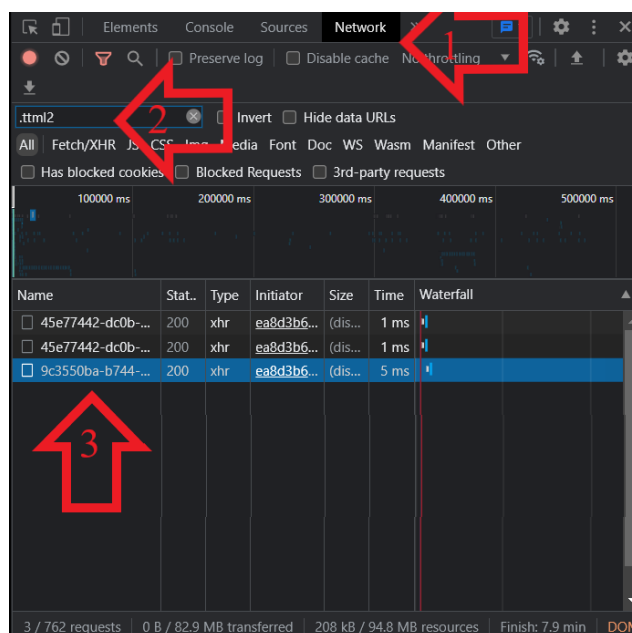 Elements Console Sources Network » 1
Preserve log Disable cache No throttling
.ttml2 2 Invert Hide data URLs
All Fetch/XHR JS CSS Img Media Font Doc WS Wasm Manifest Other
Has blocked cookies Blocked Requests 3rd-party requests
100000 ms 200000 ms 300000 ms 400000 ms 500000 ms
Name Stat.. Type Initiator Size Time Waterfall
45e77442-dc0b-... 200 xhr ea8d3b6... (dis... 1 ms
45e77442-dc0b-... 200 xhr ea8d3b6... (dis... 1 ms
9c3550ba-b744-... 200 xhr ea8d3b6... (dis... 5 ms
3
3 / 762 requests 0 B / 82.9 MB transferred 208 kB / 94.8 MB resources Finish: 7.9 min DON